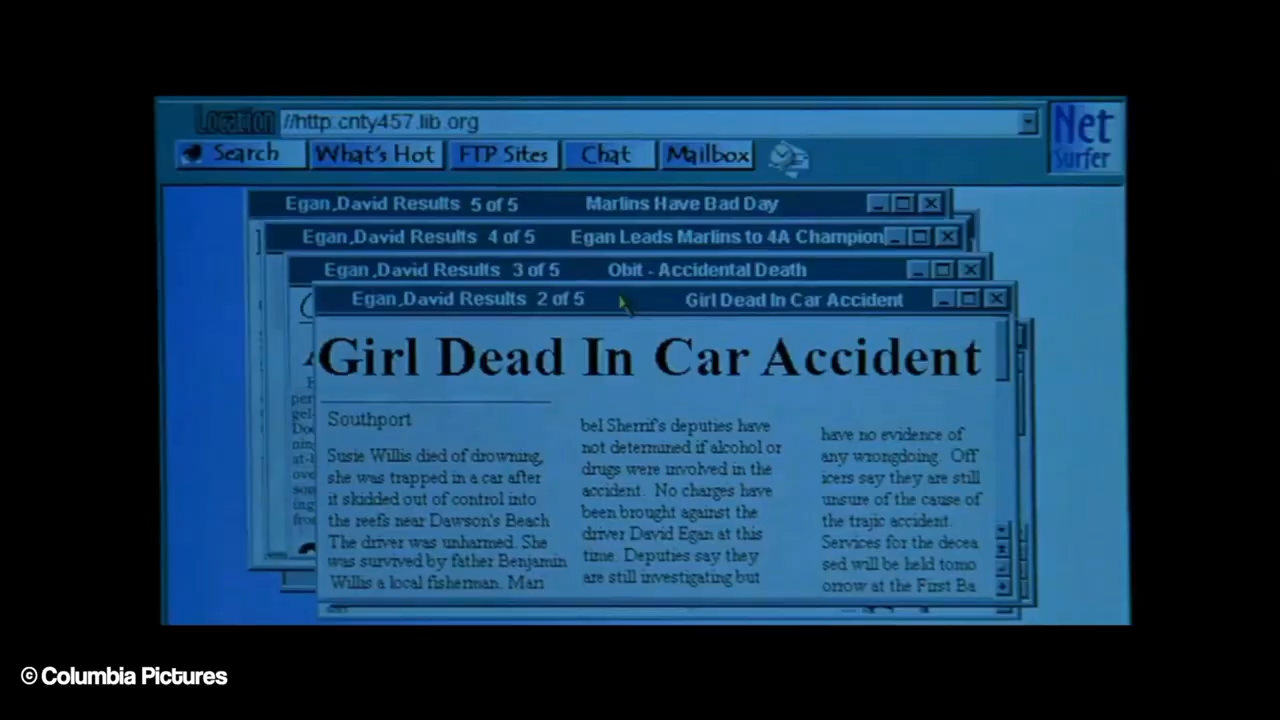 Location //http:cnty457.lib.org
Net
Surfer
Search What's Hot FTP Sites Chat Mailbox
Egan,David Results 5 of 5 Marlins Have Bad Day
Egan,David Results 4 of 5 Egan Leads Marlins to 4A Champion
Egan,David Results 3 of 5 Obit - Accidental Death
Egan,David Results 2 of 5 Girl Dead In Car Accident
Girl Dead In Car Accident
Southport
Susie Willis died of drowning,
she was trapped in a car after
it skidded out of control into
the reefs near Dawson's Beach
The driver was unharmed. She
was survived by father Benjamin
Willis a local fisherman. Mari
bel Sherrif's deputies have
not determined if alcohol or
drugs were involved in the
accident. No charges have
been brought against the
driver David Egan at this
time. Deputies say they
are still investigating but
have no evidence of
any wrongdoing. Off
icers say they are still
unsure of the cause of
the trajic accident.
Services for the decea
sed will be held tomo
orrow at the First Ba
© Columbia Pictures